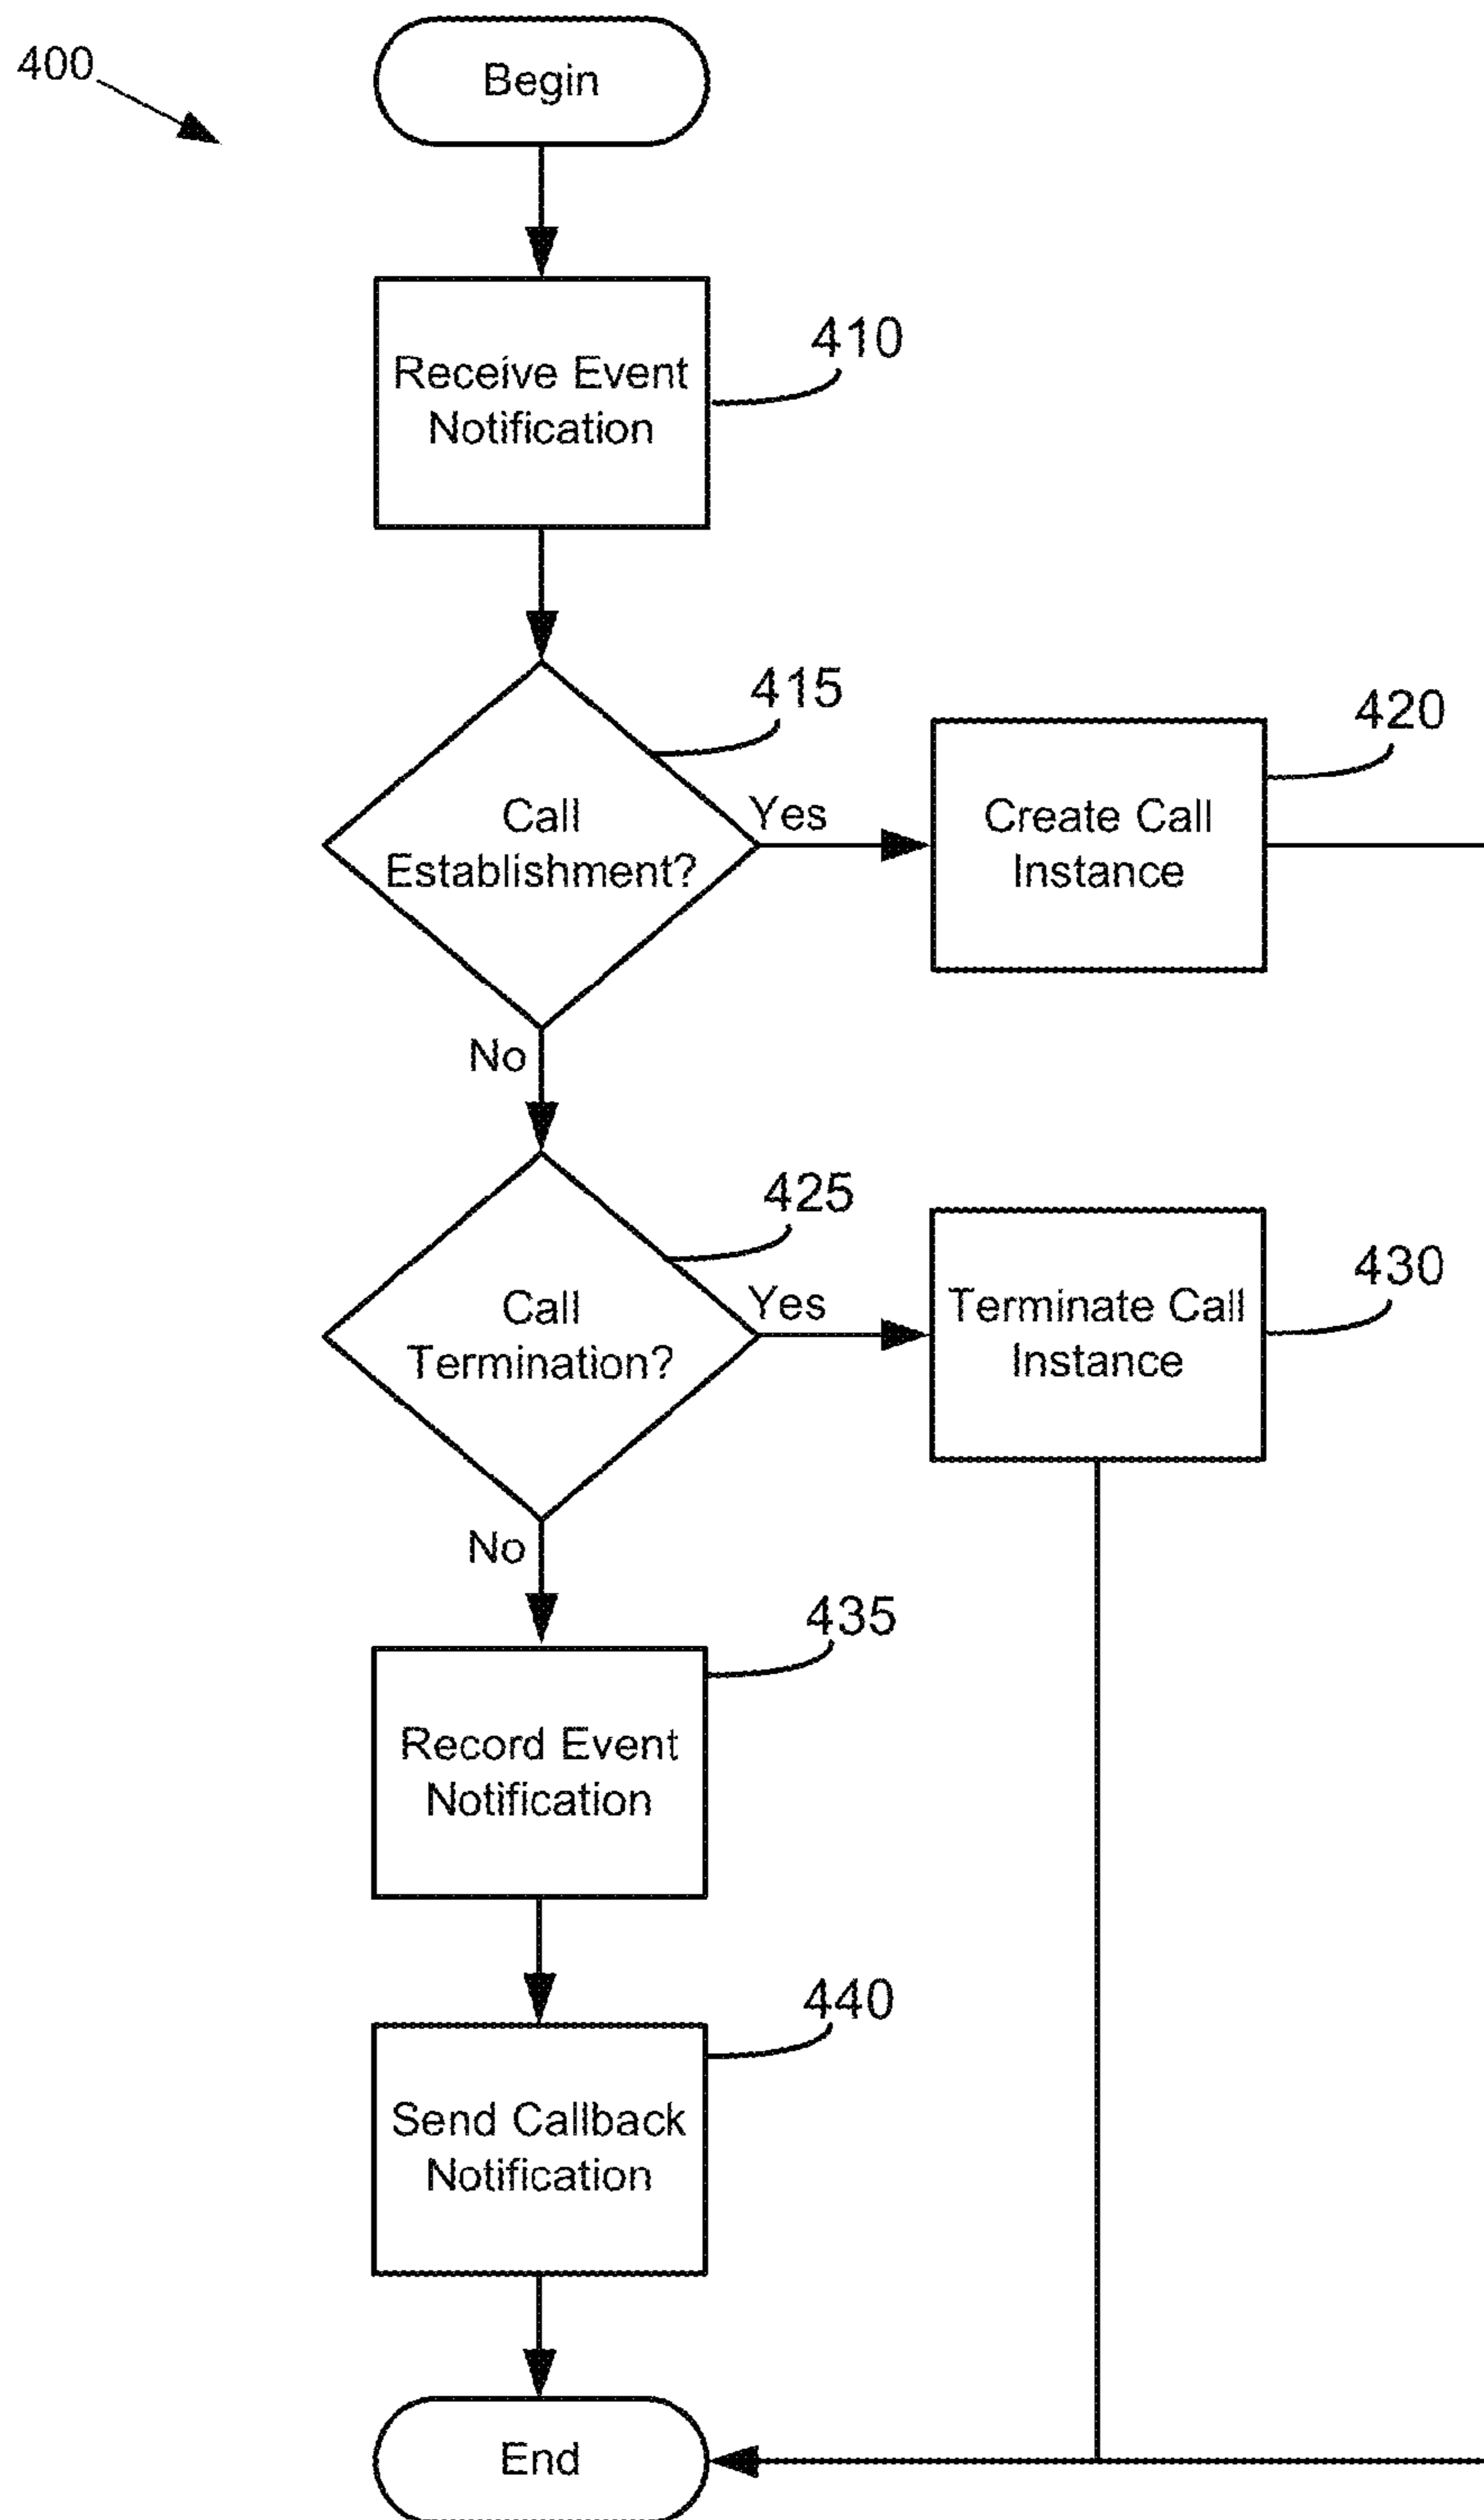 400
Begin
Receive Event
Notification
410
415
Call
Establishment?
Yes
Create Call
Instance
420
No
425
Call
Termination?
Yes
Terminate Call
Instance
430
No
435
Record Event
Notification
440
Send Callback
Notification
End